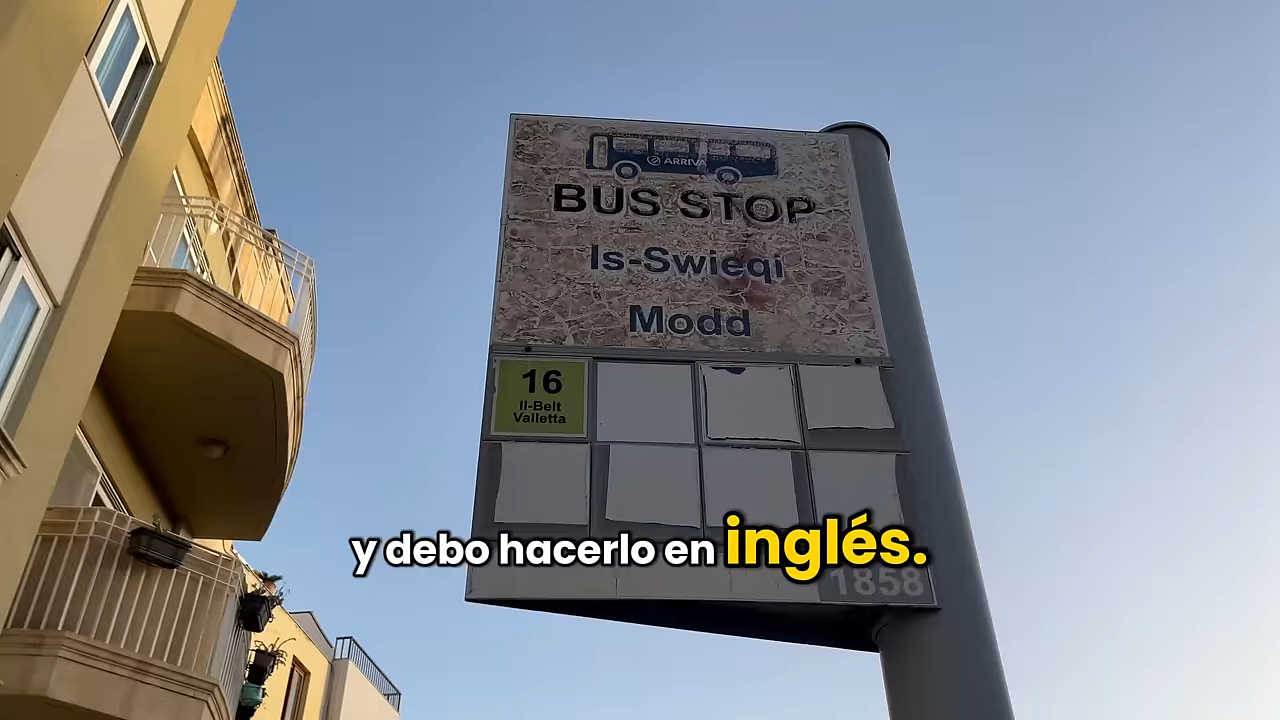 ARRIVA
BUS STOP
Is-Swieqi
Modd
16
Il-Belt
Valletta
y debo hacerlo en inglés.
1858